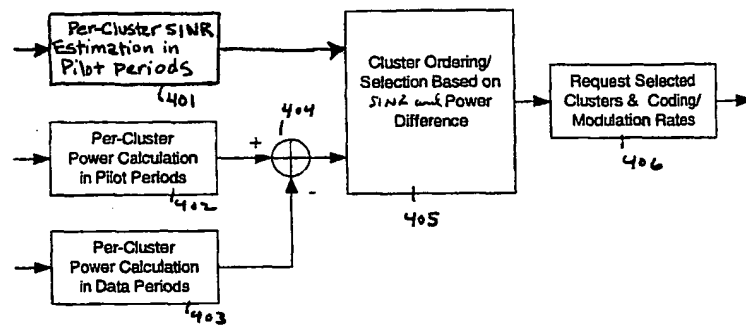 Per-Cluster SINR
Estimation in
Pilot Periods
401
Per-Cluster
Power Calculation
in Pilot Periods
402
Per-Cluster
Power Calculation
in Data Periods
403
+
404
-
Cluster Ordering/
Selection Based on
SINR and Power
Difference
405
Request Selected
Clusters & Coding/
Modulation Rates
406